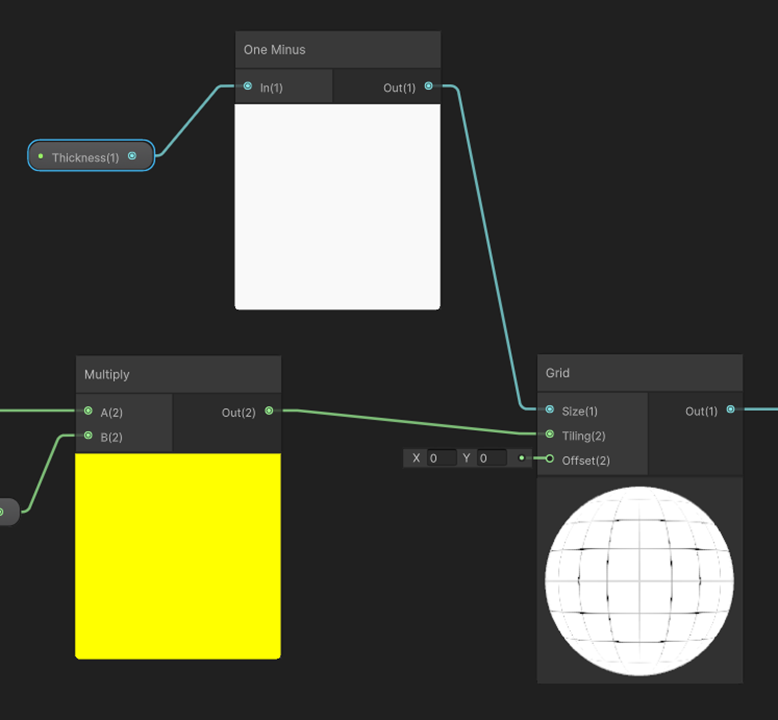 One Minus
In(1) Out(1)
Thickness(1)
Multiply
A(2) Out(2)
B(2)
Grid
Size(1) Out(1)
Tiling(2)
X 0 Y 0 Offset(2)